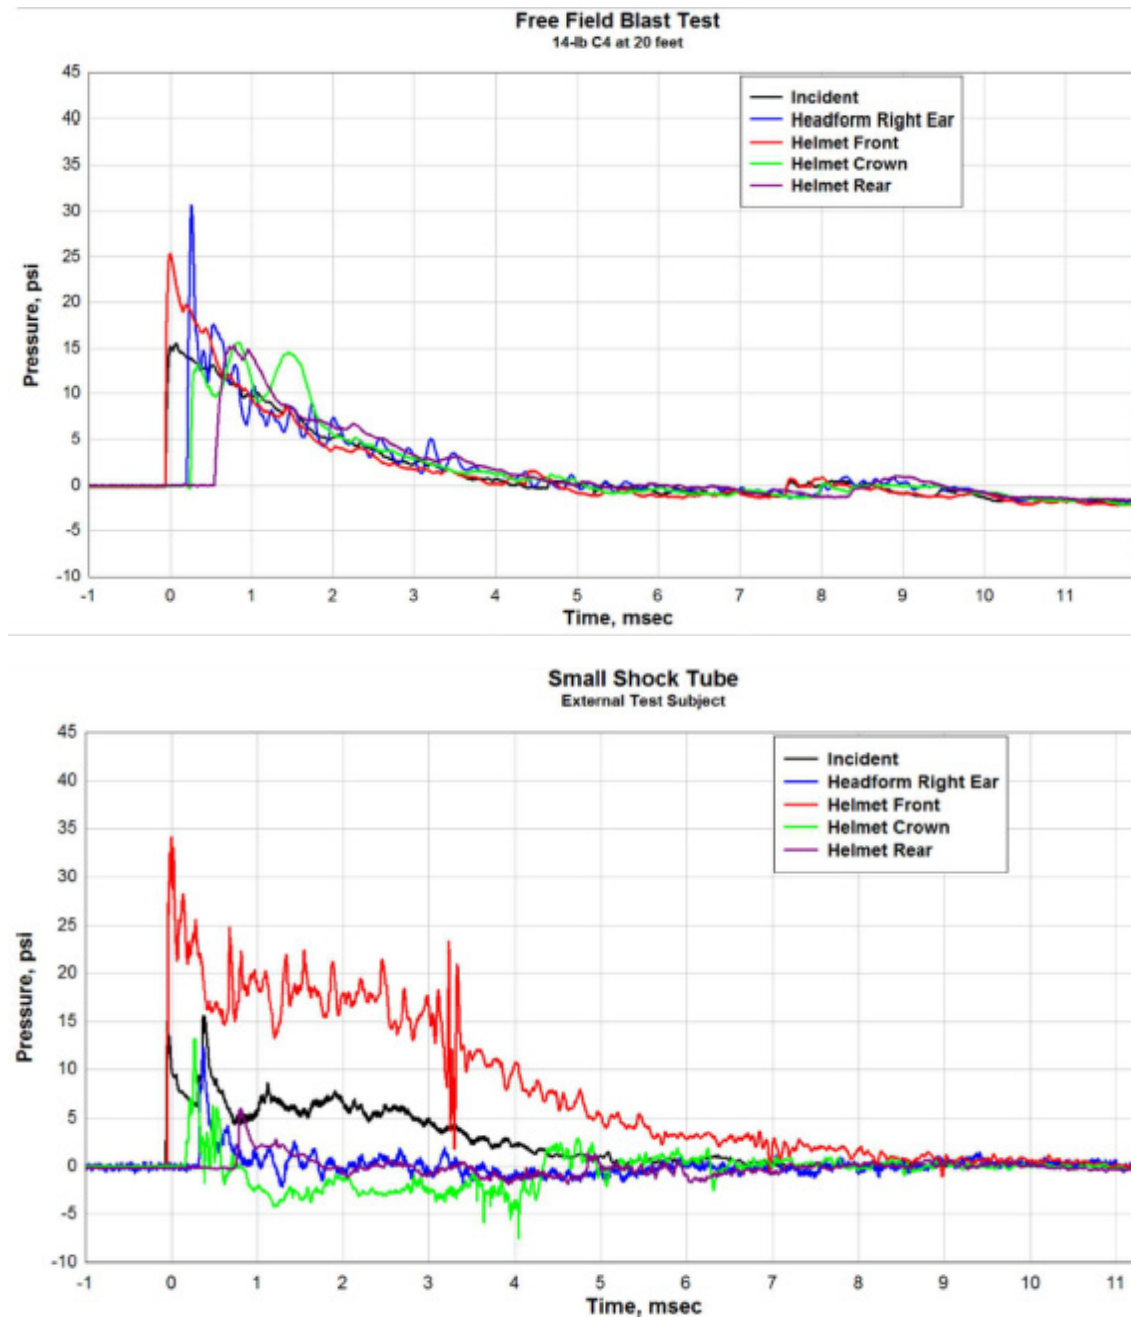 Free Field Blast Test
14-lb C4 at 20 feet
45
40
35
30
25
20
15
10
5
0
-5
-10
Pressure, psi
Incident
Headform Right Ear
Helmet Front
Helmet Crown
Helmet Rear
-1 0 1 2 3 4 5 6 7 8 9 10 11
Time, msec
Small Shock Tube
External Test Subject
45
40
35
30
25
20
15
10
5
0
-5
-10
Pressure, psi
Incident
Headform Right Ear
Helmet Front
Helmet Crown
Helmet Rear
-1 0 1 2 3 4 5 6 7 8 9 10 11
Time, msec